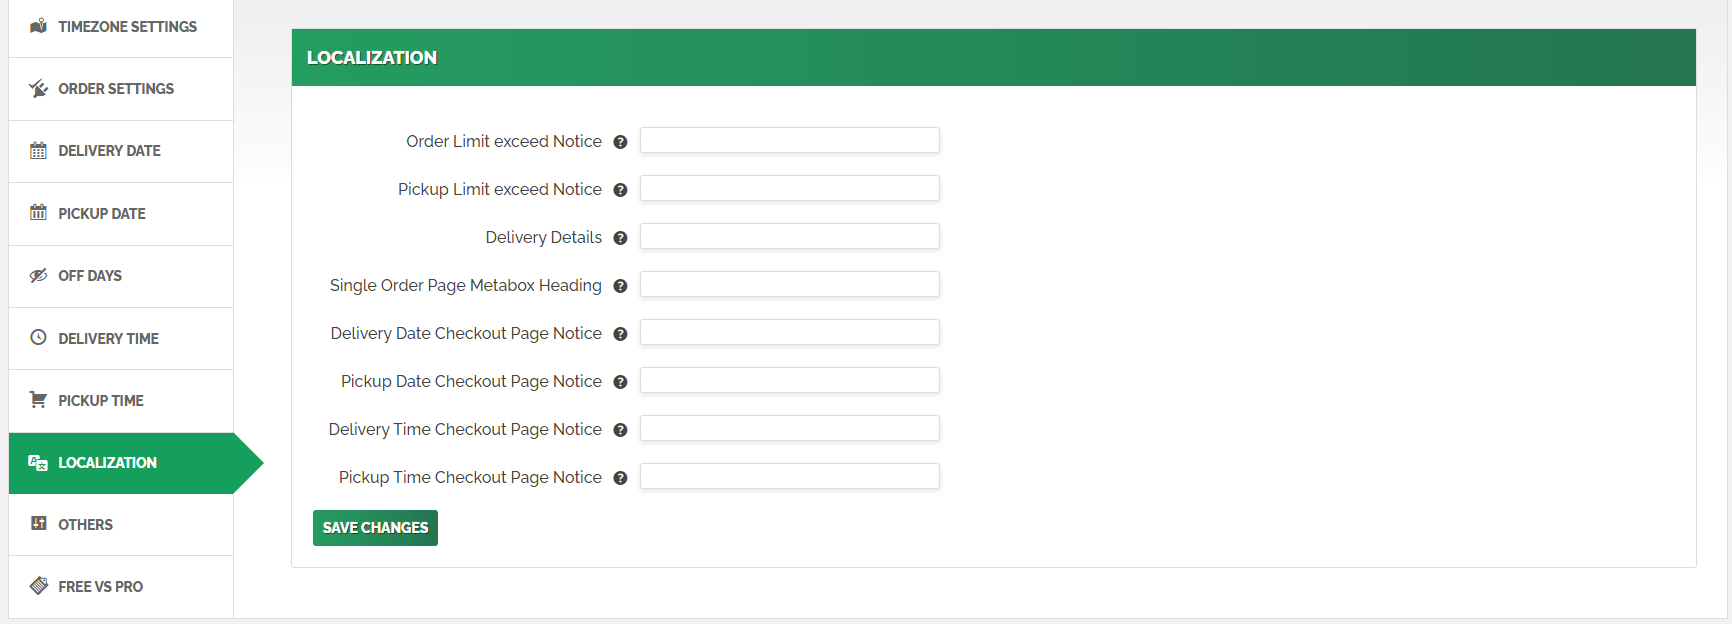 TIMEZONE SETTINGS
ORDER SETTINGS
DELIVERY DATE
PICKUP DATE
OFF DAYS
DELIVERY TIME
PICKUP TIME
LOCALIZATION
OTHERS
FREE VS PRO
LOCALIZATION
Order Limit exceed Notice
Pickup Limit exceed Notice
Delivery Details
Single Order Page Metabox Heading
Delivery Date Checkout Page Notice
Pickup Date Checkout Page Notice
Delivery Time Checkout Page Notice
Pickup Time Checkout Page Notice
SAVE CHANGES